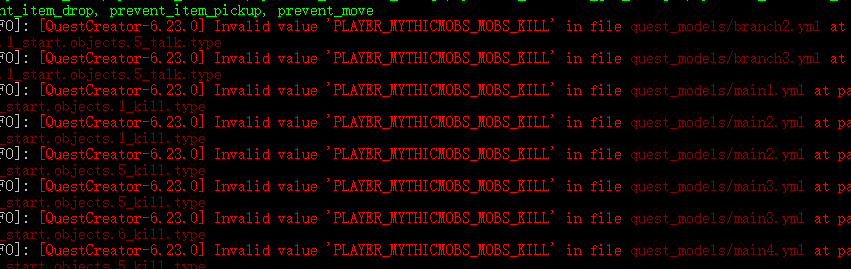 nt_item_drop, prevent_item_pickup, prevent_move
FO]: [QuestCreator-6.23.0] Invalid value 'PLAYER_MYTHICMOBS_MOBS_KILL' in file quest_models/branch2.yml at
.1_start.objects.5_talk.type
FO]: [QuestCreator-6.23.0] Invalid value 'PLAYER_MYTHICMOBS_MOBS_KILL' in file quest_models/branch3.yml at
.1_start.objects.5_talk.type
FO]: [QuestCreator-6.23.0] Invalid value 'PLAYER_MYTHICMOBS_MOBS_KILL' in file quest_models/main1.yml at pa
_start.objects.1_kill.type
FO]: [QuestCreator-6.23.0] Invalid value 'PLAYER_MYTHICMOBS_MOBS_KILL' in file quest_models/main2.yml at pa
_start.objects.1_kill.type
FO]: [QuestCreator-6.23.0] Invalid value 'PLAYER_MYTHICMOBS_MOBS_KILL' in file quest_models/main2.yml at pa
_start.objects.5_kill.type
FO]: [QuestCreator-6.23.0] Invalid value 'PLAYER_MYTHICMOBS_MOBS_KILL' in file quest_models/main3.yml at pa
_start.objects.5_kill.type
FO]: [QuestCreator-6.23.0] Invalid value 'PLAYER_MYTHICMOBS_MOBS_KILL' in file quest_models/main3.yml at pa
_start.objects.6_kill.type
FO]: [QuestCreator-6.23.0] Invalid value 'PLAYER_MYTHICMOBS_MOBS_KILL' in file quest_models/main4.yml at pa
_start.objects.5_kill.type